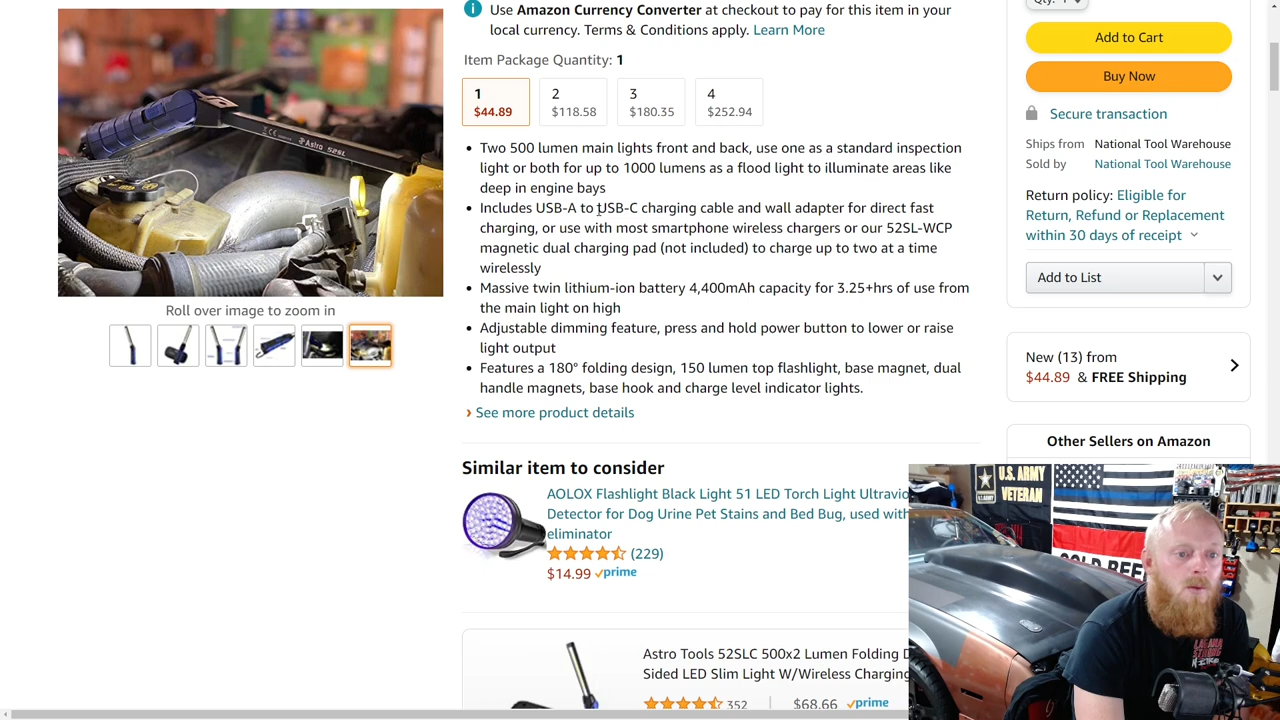 Use Amazon Currency Converter at checkout to pay for this item in your
local currency. Terms & Conditions apply. Learn More
Item Package Quantity: 1
1
$44.89
2
$118.58
3
$180.35
4
$252.94
Two 500 lumen main lights front and back, use one as a standard inspection
light or both for up to 1000 lumens as a flood light to illuminate areas like
deep in engine bays
Includes USB-A to USB-C charging cable and wall adapter for direct fast
charging, or use with most smartphone wireless chargers or our 52SL-WCP
magnetic dual charging pad (not included) to charge up to two at a time
wirelessly
Massive twin lithium-ion battery 4,400mAh capacity for 3.25+hrs of use from
the main light on high
Adjustable dimming feature, press and hold power button to lower or raise
light output
Features a 180° folding design, 150 lumen top flashlight, base magnet, dual
handle magnets, base hook and charge level indicator lights.
› See more product details
Astro 52SL
Roll over image to zoom in
Similar item to consider
AOLOX Flashlight Black Light 51 LED Torch Light Ultravio
Detector for Dog Urine Pet Stains and Bed Bug, used with
eliminator
(229)
$14.99 prime
Astro Tools 52SLC 500x2 Lumen Folding D
Sided LED Slim Light W/Wireless Charging
352 | $68.66 prime
Qty: 1
Add to Cart
Buy Now
Secure transaction
Ships from National Tool Warehouse
Sold by National Tool Warehouse
Return policy: Eligible for
Return, Refund or Replacement
within 30 days of receipt
Add to List
New (13) from
$44.89 & FREE Shipping
Other Sellers on Amazon
U.S. ARMY
VETERAN